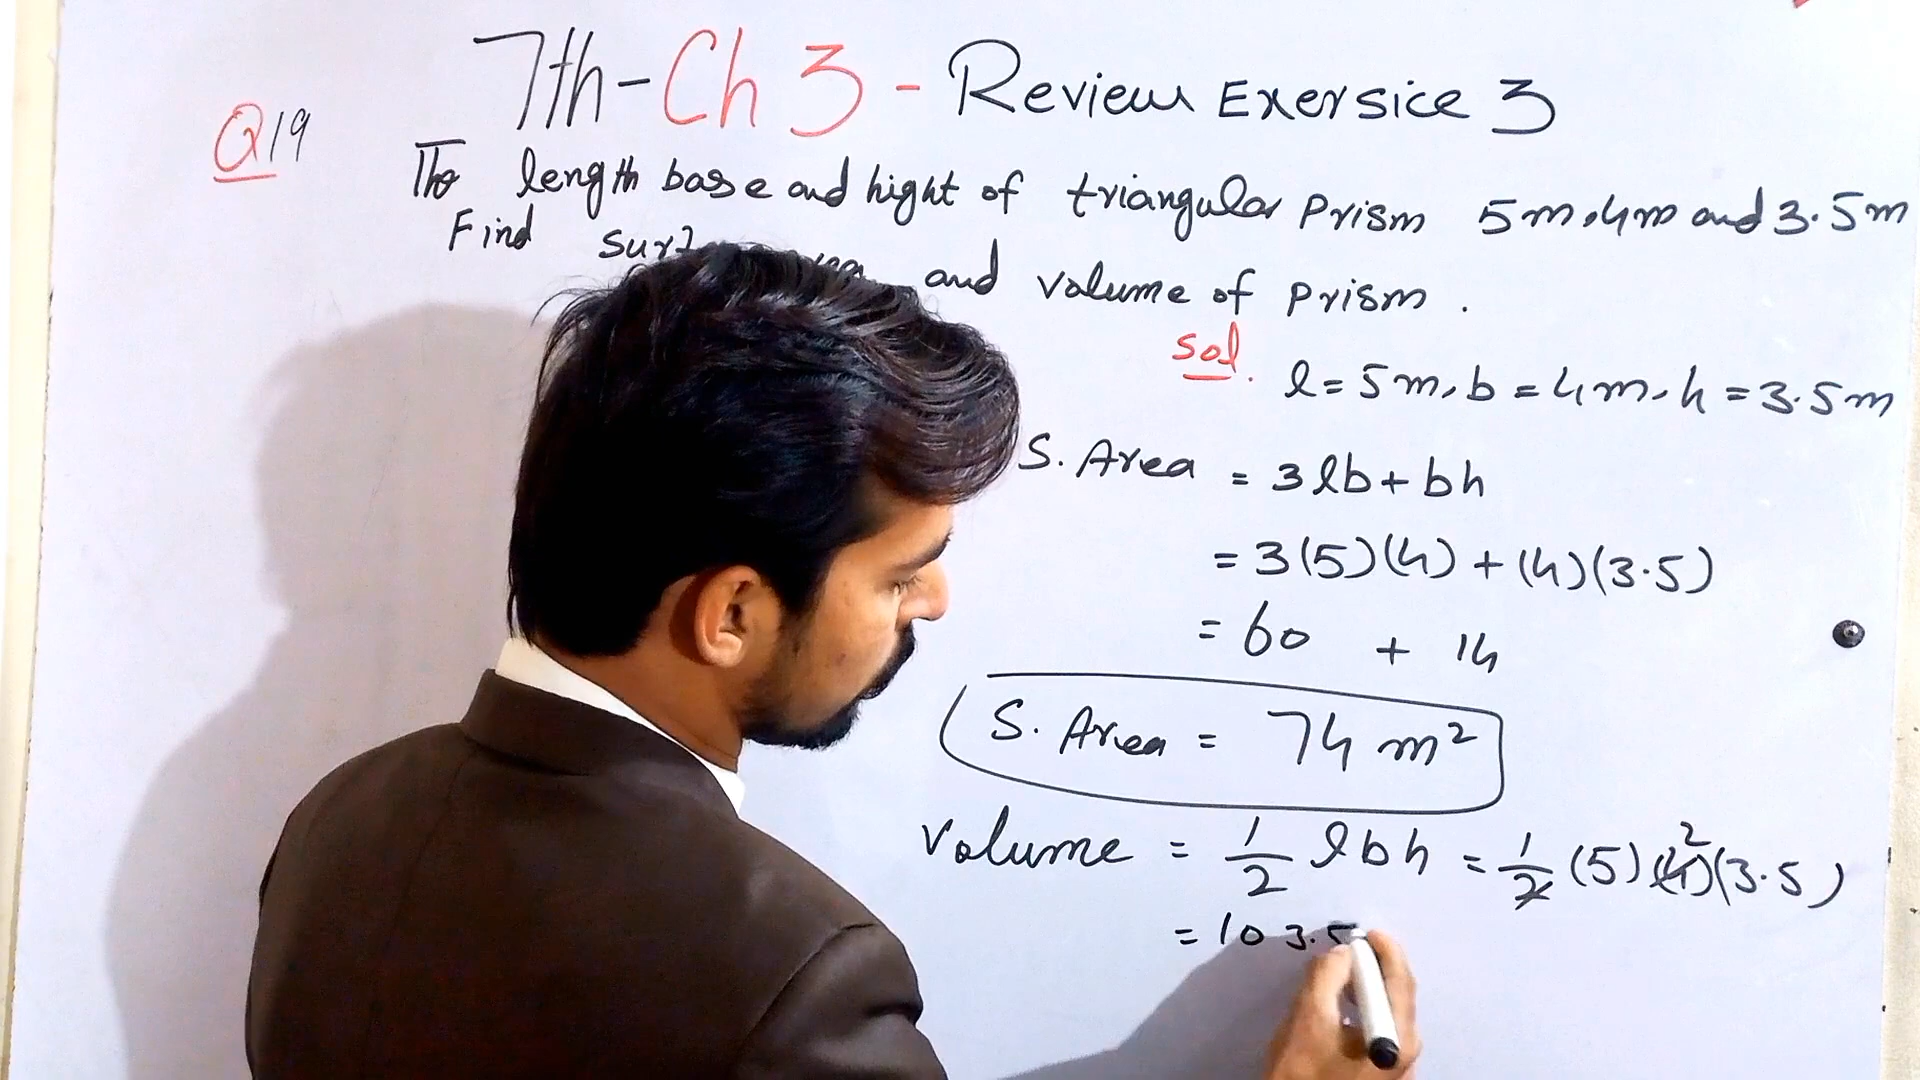 7th-Ch 3 - Review Exersice 3
Q19
The length base and hight of triangular Prism 5m, 4m and 3.5m
Find and volume of Prism .
Sol.
l = 5m, b = 4m, h = 3.5m
S. Area = 3lb + bh
= 3(5)(4) + (4)(3.5)
= 60 + 14
S. Area = 74 m²
Volume = 1/2 lbh = 1/2 (5)(4)2(3.5)
= 10 3.5